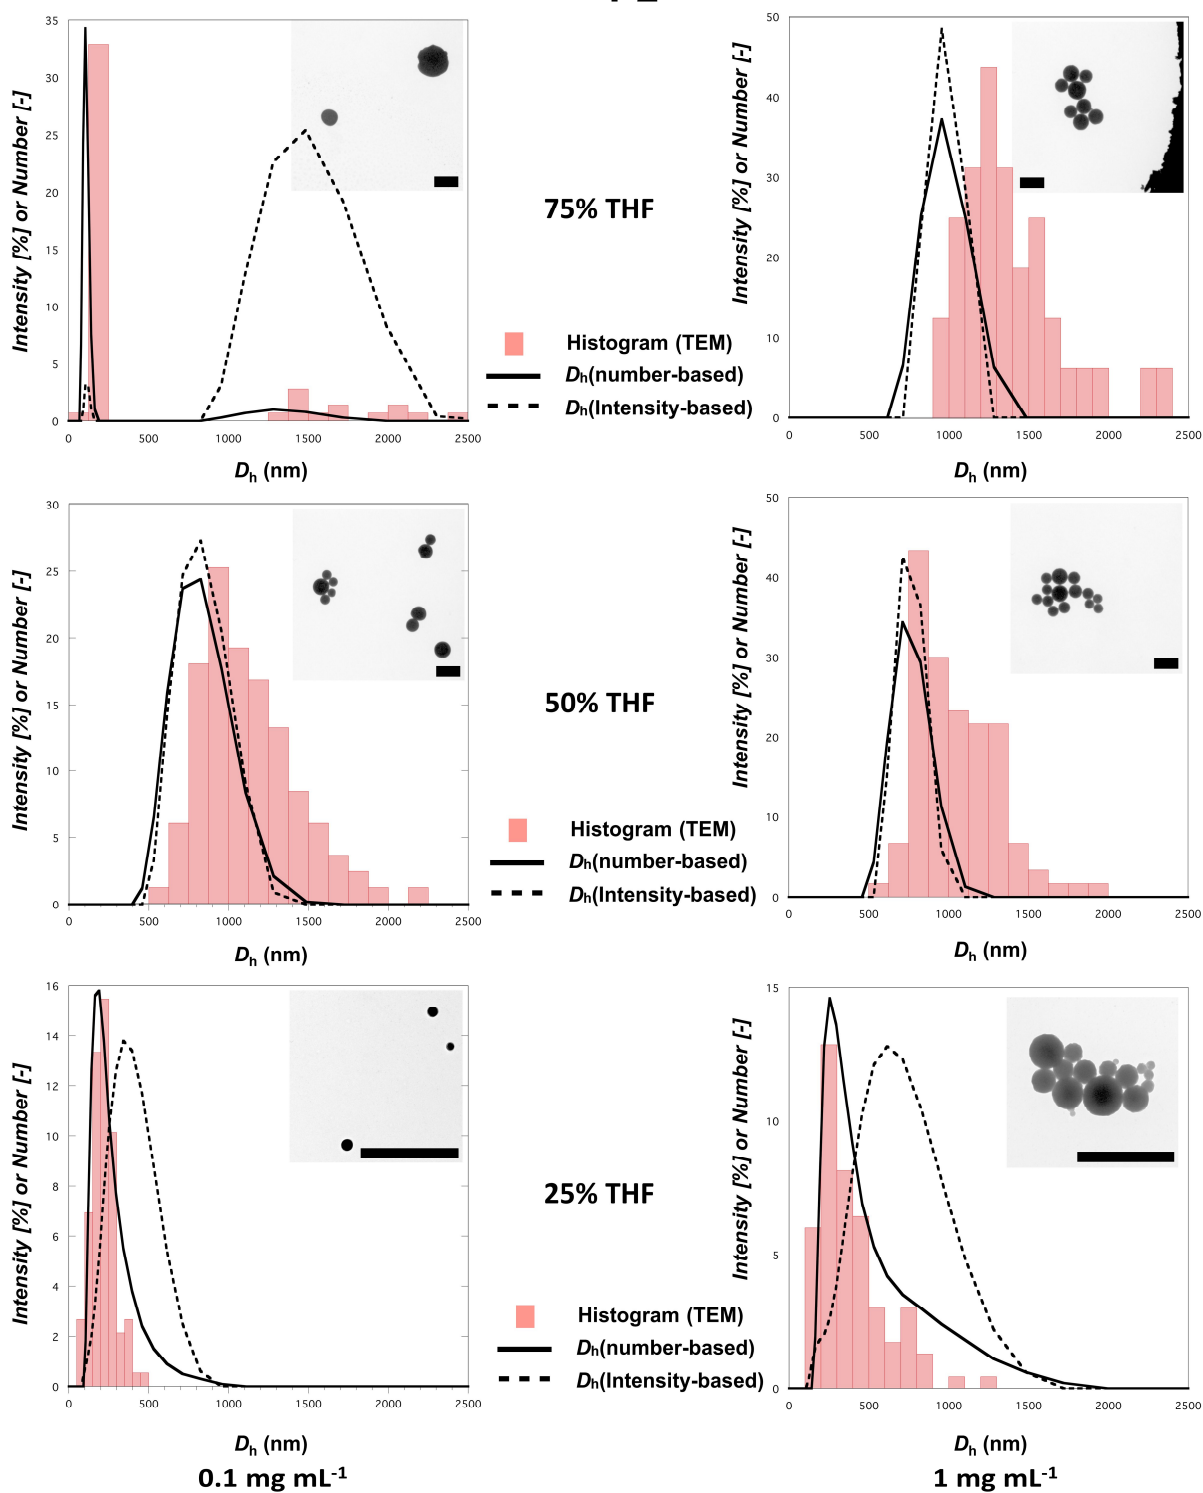 35
30
25
20
15
10
5
0
Intensity [%] or Number [-]
0 500 1000 1500 2000 2500
Dh (nm)
75% THF
Histogram (TEM)
Dh(number-based)
Dh(Intensity-based)
50
40
30
20
10
0
Intensity [%] or Number [-]
0 500 1000 1500 2000 2500
Dh (nm)
30
25
20
15
10
5
0
Intensity [%] or Number [-]
0 500 1000 1500 2000 2500
Dh (nm)
50% THF
Histogram (TEM)
Dh(number-based)
Dh(Intensity-based)
50
40
30
20
10
0
Intensity [%] or Number [-]
0 500 1000 1500 2000 2500
Dh (nm)
16
14
12
10
8
6
4
2
0
Intensity [%] or Number [-]
0 500 1000 1500 2000 2500
Dh (nm)
0.1 mg mL-1
25% THF
Histogram (TEM)
Dh(number-based)
Dh(Intensity-based)
15
10
5
0
Intensity [%] or Number [-]
0 500 1000 1500 2000 2500
Dh (nm)
1 mg mL-1